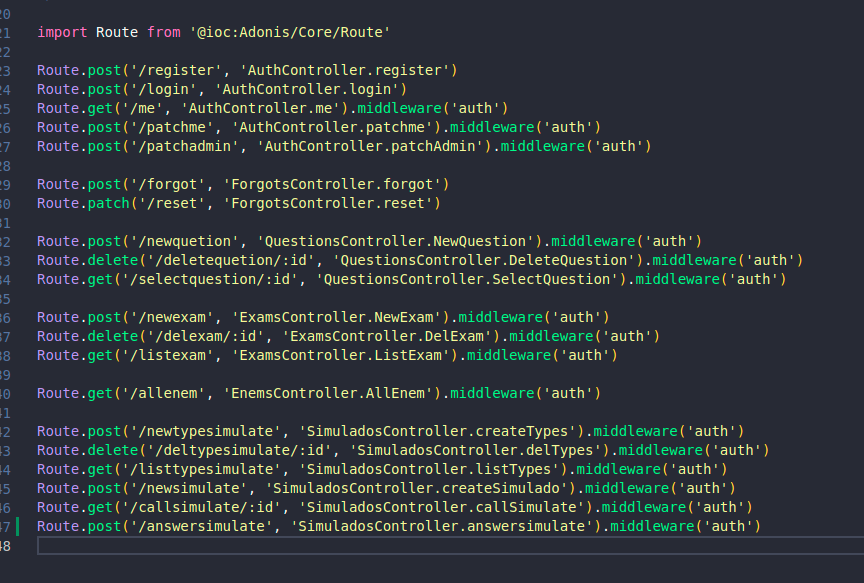 20
21 import Route from '@ioc:Adonis/Core/Route'
22
23 Route.post('/register', 'AuthController.register')
24 Route.post('/login', 'AuthController.login')
25 Route.get('/me', 'AuthController.me').middleware('auth')
26 Route.post('/patchme', 'AuthController.patchme').middleware('auth')
27 Route.post('/patchadmin', 'AuthController.patchAdmin').middleware('auth')
28
29 Route.post('/forgot', 'ForgotsController.forgot')
30 Route.patch('/reset', 'ForgotsController.reset')
31
32 Route.post('/newquetion', 'QuestionsController.NewQuestion').middleware('auth')
33 Route.delete('/deletequetion/:id', 'QuestionsController.DeleteQuestion').middleware('auth')
34 Route.get('/selectquestion/:id', 'QuestionsController.SelectQuestion').middleware('auth')
35
36 Route.post('/newexam', 'ExamsController.NewExam').middleware('auth')
37 Route.delete('/delexam/:id', 'ExamsController.DelExam').middleware('auth')
38 Route.get('/listexam', 'ExamsController.ListExam').middleware('auth')
39
40 Route.get('/allenem', 'EnemsController.AllEnem').middleware('auth')
41
42 Route.post('/newtypesimulate', 'SimuladosController.createTypes').middleware('auth')
43 Route.delete('/deltypesimulate/:id', 'SimuladosController.delTypes').middleware('auth')
44 Route.get('/listtypesimulate', 'SimuladosController.listTypes').middleware('auth')
45 Route.post('/newsimulate', 'SimuladosController.createSimulado').middleware('auth')
46 Route.get('/callsimulate/:id', 'SimuladosController.callSimulate').middleware('auth')
47 Route.post('/answersimulate', 'SimuladosController.answersimulate').middleware('auth')
48